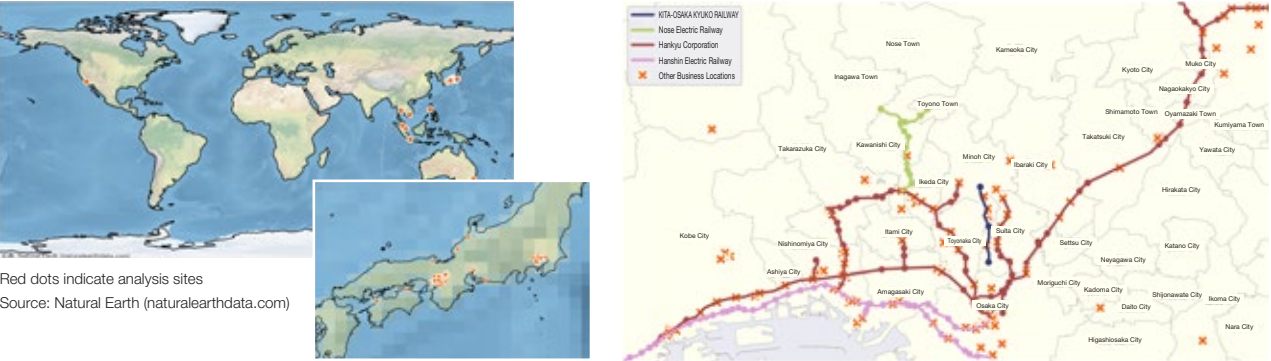 Red dots indicate analysis sites
Source: Natural Earth (naturalearthdata.com)
KITA-OSAKA KYUKO RAILWAY
Nose Electric Railway
Hankyu Corporation
Hanshin Electric Railway
Other Business Locations
Nose Town
Kameoka City
Inagawa Town
Kyoto City
Muko City
Nagaokakyo City
Toyono Town
Shimamoto Town
Oyamazaki Town
Kumiyama Town
Takatsuki City
Takarazuka City
Kawanishi City
Minoh City
Ibaraki City
Yawata City
Ikeda City
Hirakata City
Kobe City
Nishinomiya City
Itami City
Toyonaka City
Suita City
Settsu City
Katano City
Neyagawa City
Ashiya City
Amagasaki City
Moriguchi City
Kadoma City
Shijonawate City
Ikoma City
Osaka City
Daito City
Nara City
Higashiosaka City